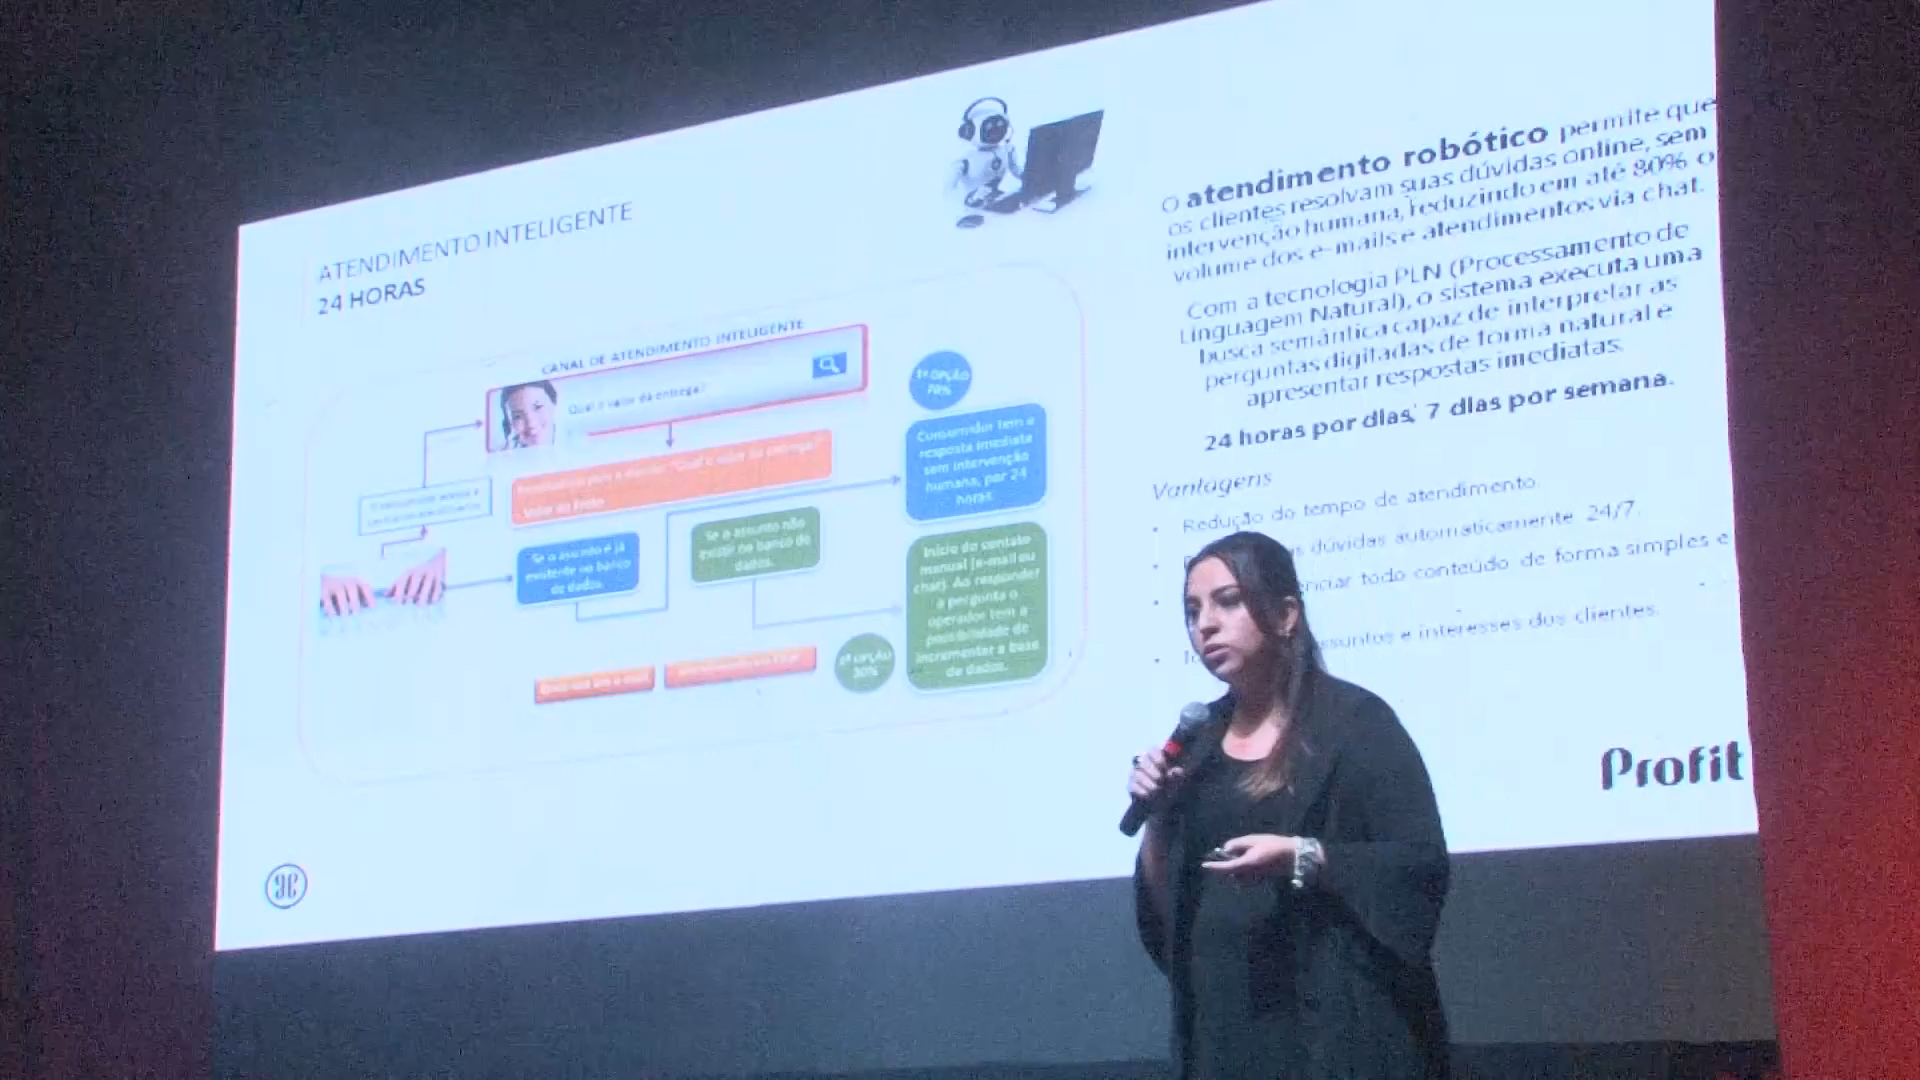 ATENDIMENTO INTELIGENTE
24 HORAS
CANAL DE ATENDIMENTO INTELIGENTE
Qual o valor da entrega?
1ª OPÇÃO
70%
Consumidor tem a
resposta imediata
sem intervenção
humana, por 24
horas.
"Qual o valor da entrega"
Valor do Frete
Se o assunto é já
existente no banco
de dados.
Se o assunto não
existir no banco de
dados.
Início do contato
manual (e-mail ou
chat). Ao responder
a pergunta o
operador tem a
possibilidade de
incrementar a base
de dados.
2ª OPÇÃO
30%
O atendimento robótico permite que
os clientes resolvam suas dúvidas online, sem
intervenção humana, reduzindo em até 80% o
volume dos e-mails e atendimentos via chat.
Com a tecnologia PLN (Processamento de
Linguagem Natural), o sistema executa uma
busca semântica capaz de interpretar as
perguntas digitadas de forma natural e
apresentar respostas imediatas.
24 horas por dias, 7 dias por semana.
Vantagens
Redução do tempo de atendimento.
dúvidas automaticamente 24/7.
todo conteúdo de forma simples e
e interesses dos clientes.
Profit